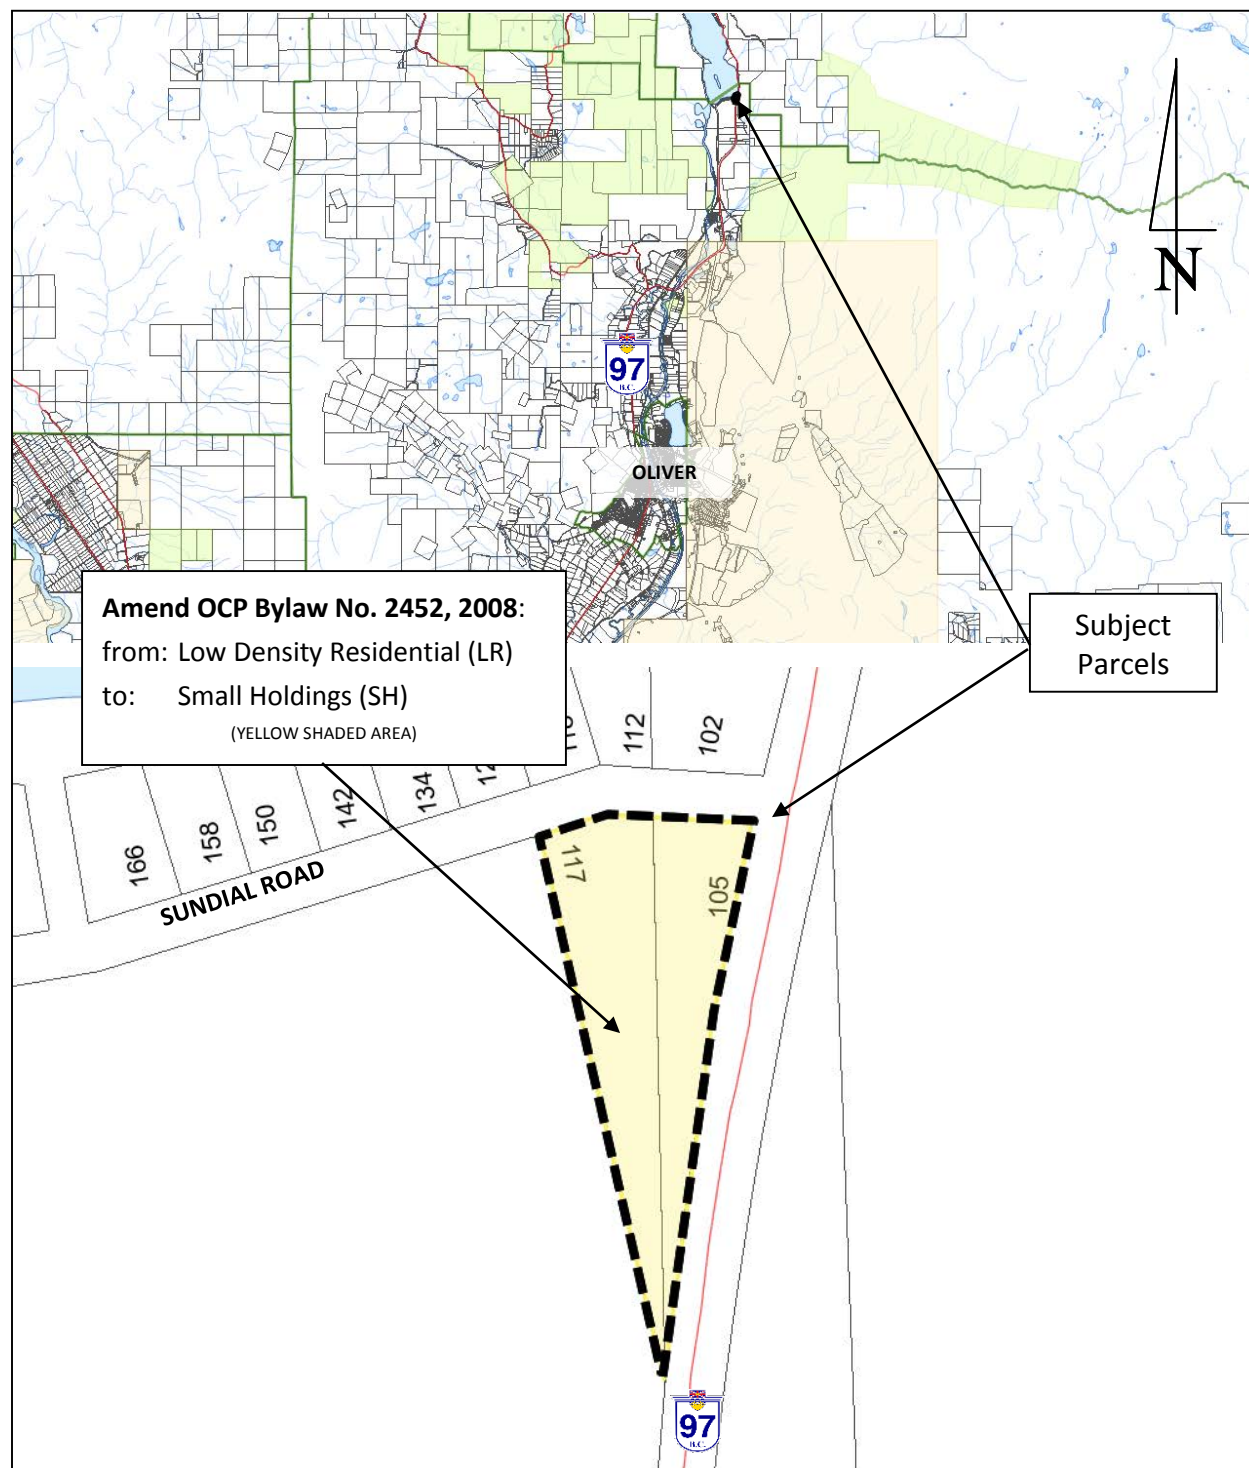 N
97
B.C.
OLIVER
Amend OCP Bylaw No. 2452, 2008:
from: Low Density Residential (LR)
to: Small Holdings (SH)
(YELLOW SHADED AREA)
Subject
Parcels
112
102
134
142
150
158
166
SUNDIAL ROAD
117
105
97
B.C.